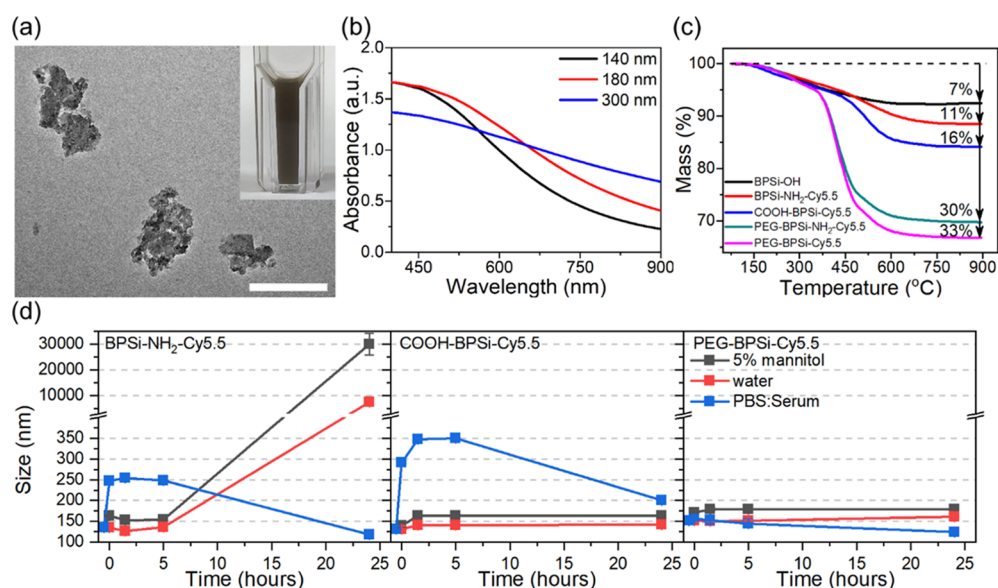 (a)
(b)
2.0
1.5
1.0
0.5
0.0
Absorbance (a.u.)
140 nm
180 nm
300 nm
450
600
750
900
Wavelength (nm)
(c)
100
90
80
70
Mass (%)
7%
11%
16%
30%
33%
BPSi-OH
BPSi-NH₂-Cy5.5
COOH-BPSi-Cy5.5
PEG-BPSi-NH₂-Cy5.5
PEG-BPSi-Cy5.5
150
300
450
600
750
900
Temperature (°C)
(d)
Size (nm)
30000
20000
10000
350
300
250
200
150
100
BPSi-NH₂-Cy5.5
0 5 10 15 20 25
Time (hours)
COOH-BPSi-Cy5.5
0 5 10 15 20 25
Time (hours)
PEG-BPSi-Cy5.5
5% mannitol
water
PBS:Serum
0 5 10 15 20 25
Time (hours)